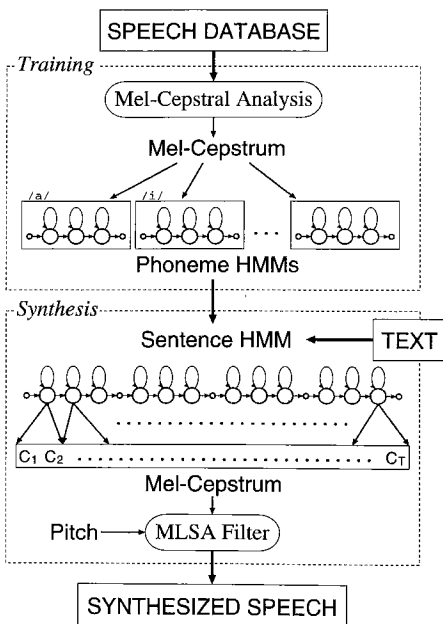 SPEECH DATABASE
Training
Mel-Cepstral Analysis
Mel-Cepstrum
/a/ /i/
Phoneme HMMs
Synthesis
Sentence HMM
TEXT
C1 C2 CT
Mel-Cepstrum
Pitch
MLSA Filter
SYNTHESIZED SPEECH